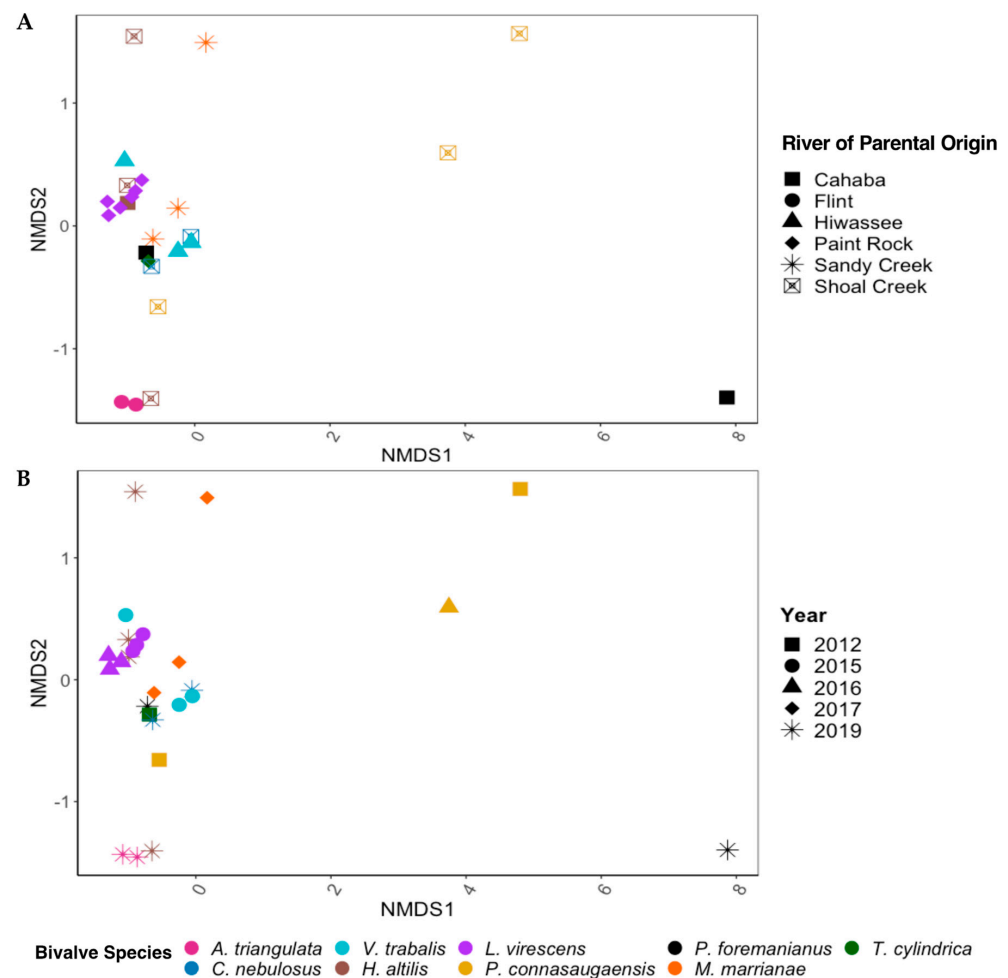 A
1
0
-1
NMDS2
0
2
4
6
8
NMDS1
River of Parental Origin
Cahaba
Flint
Hiwassee
Paint Rock
Sandy Creek
Shoal Creek
B
1
0
-1
NMDS2
0
2
4
6
8
NMDS1
Year
2012
2015
2016
2017
2019
Bivalve Species A. triangulata V. trabalis L. virescens P. foremanianus T. cylindrica
C. nebulosus H. altilis P. connasaugaensis M. marrianae